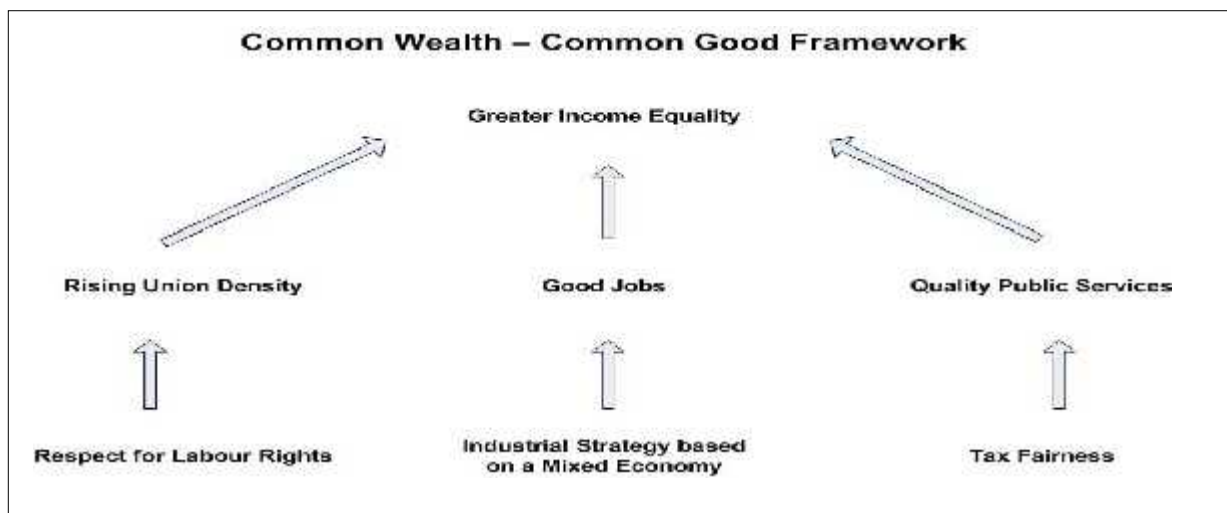 Common Wealth – Common Good Framework
Greater Income Equality
Rising Union Density
Good Jobs
Quality Public Services
Respect for Labour Rights
Industrial Strategy based
on a Mixed Economy
Tax Fairness